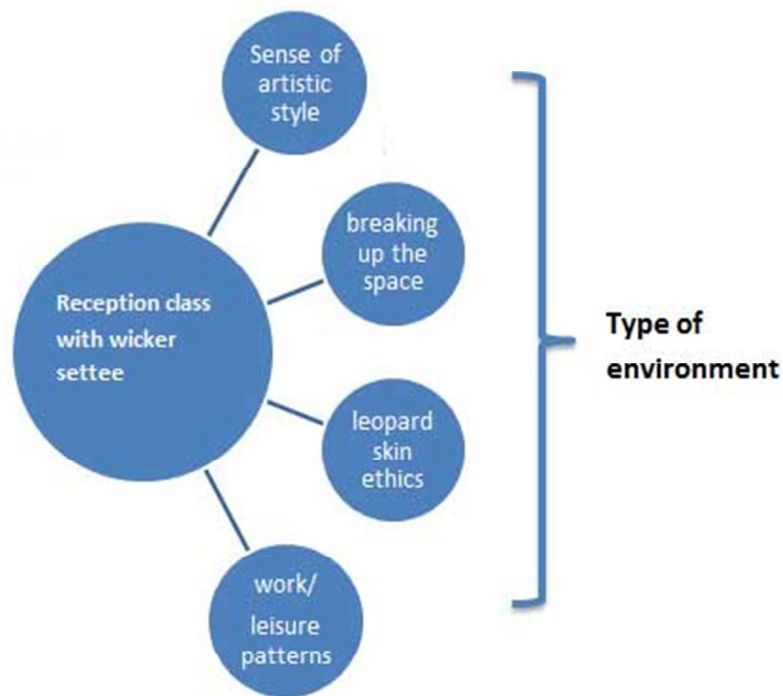 Sense of
artistic
style
breaking
up the
space
Reception class
with wicker
settee
Type of
environment
leopard
skin
ethics
work/
leisure
patterns